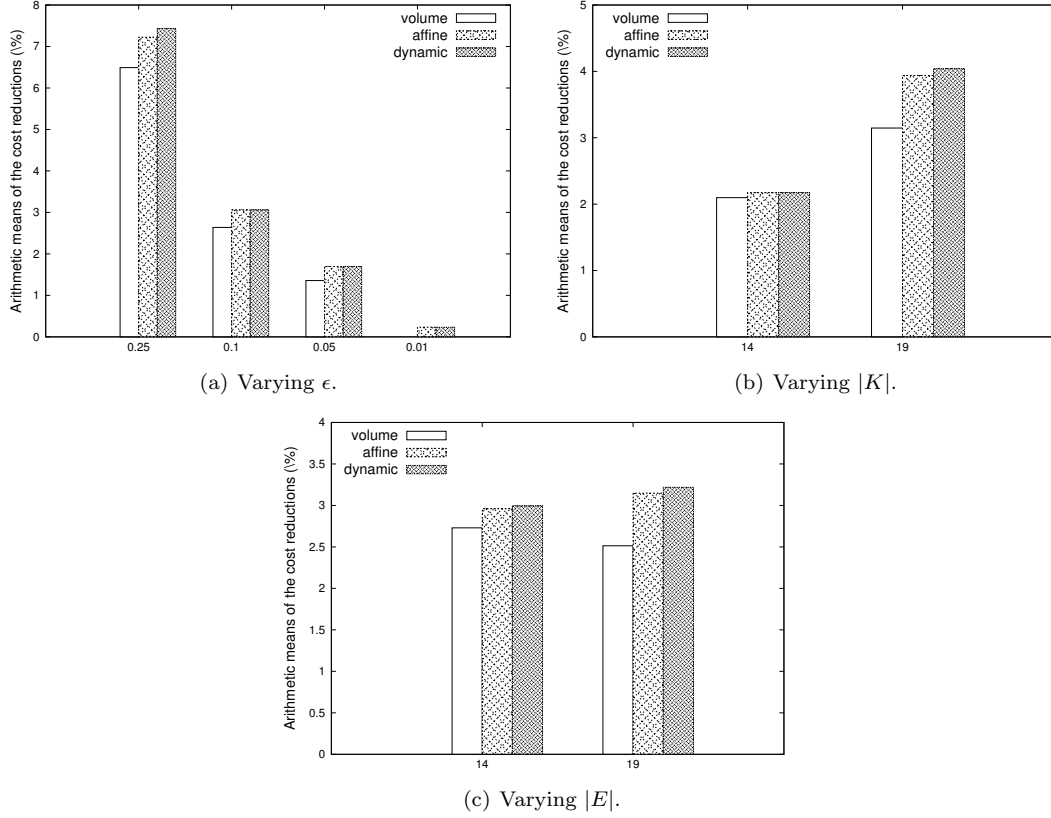 Arithmetic means of the cost reductions (\%)
8
7
6
5
4
3
2
1
0
volume
affine
dynamic
0.25 0.1 0.05 0.01
(a) Varying ϵ.
Arithmetic means of the cost reductions (\%)
5
4
3
2
1
0
volume
affine
dynamic
14 19
(b) Varying |K|.
Arithmetic means of the cost reductions (\%)
4
3.5
3
2.5
2
1.5
1
0.5
0
volume
affine
dynamic
14 19
(c) Varying |E|.